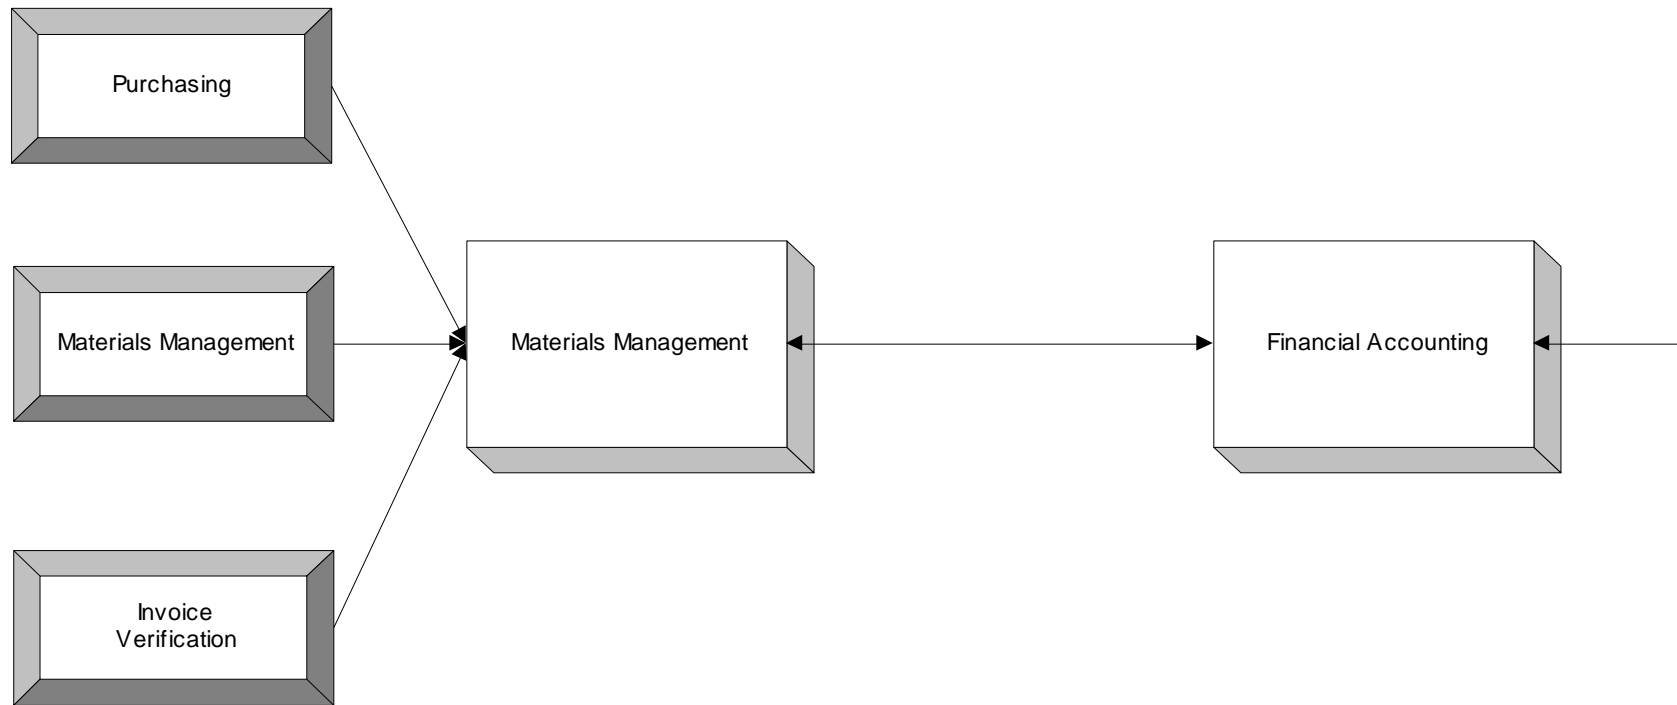 Purchasing
Materials Management
Materials Management
Financial Accounting
Invoice
Verification